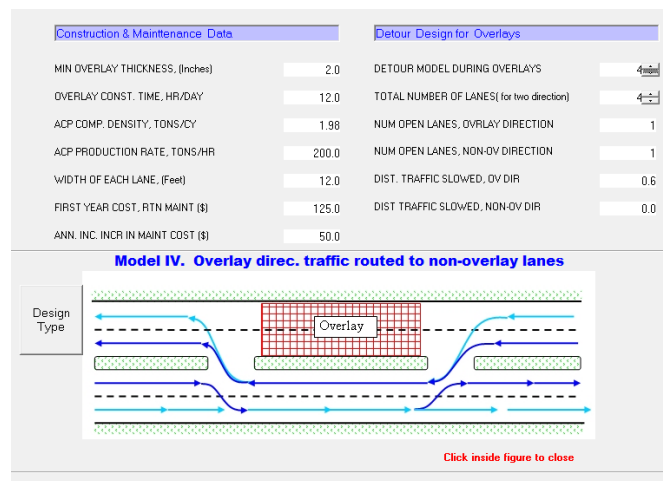 Construction & Mainttenance Data
MIN OVERLAY THICKNESS, (Inches) 2.0
OVERLAY CONST. TIME, HR/DAY 12.0
ACP COMP. DENSITY, TONS/CY 1.98
ACP PRODUCTION RATE, TONS/HR 200.0
WIDTH OF EACH LANE, (Feet) 12.0
FIRST YEAR COST, RTN MAINT ($) 125.0
ANN. INC. INCR IN MAINT COST ($) 50.0
Detour Design for Overlays
DETOUR MODEL DURING OVERLAYS 4
TOTAL NUMBER OF LANES( for two direction) 4
NUM OPEN LANES, OVRLAY DIRECTION 1
NUM OPEN LANES, NON-OV DIRECTION 1
DIST. TRAFFIC SLOWED, OV DIR 0.6
DIST TRAFFIC SLOWED, NON-OV DIR 0.0
Model IV. Overlay direc. traffic routed to non-overlay lanes
Design
Type
Overlay
Click inside figure to close